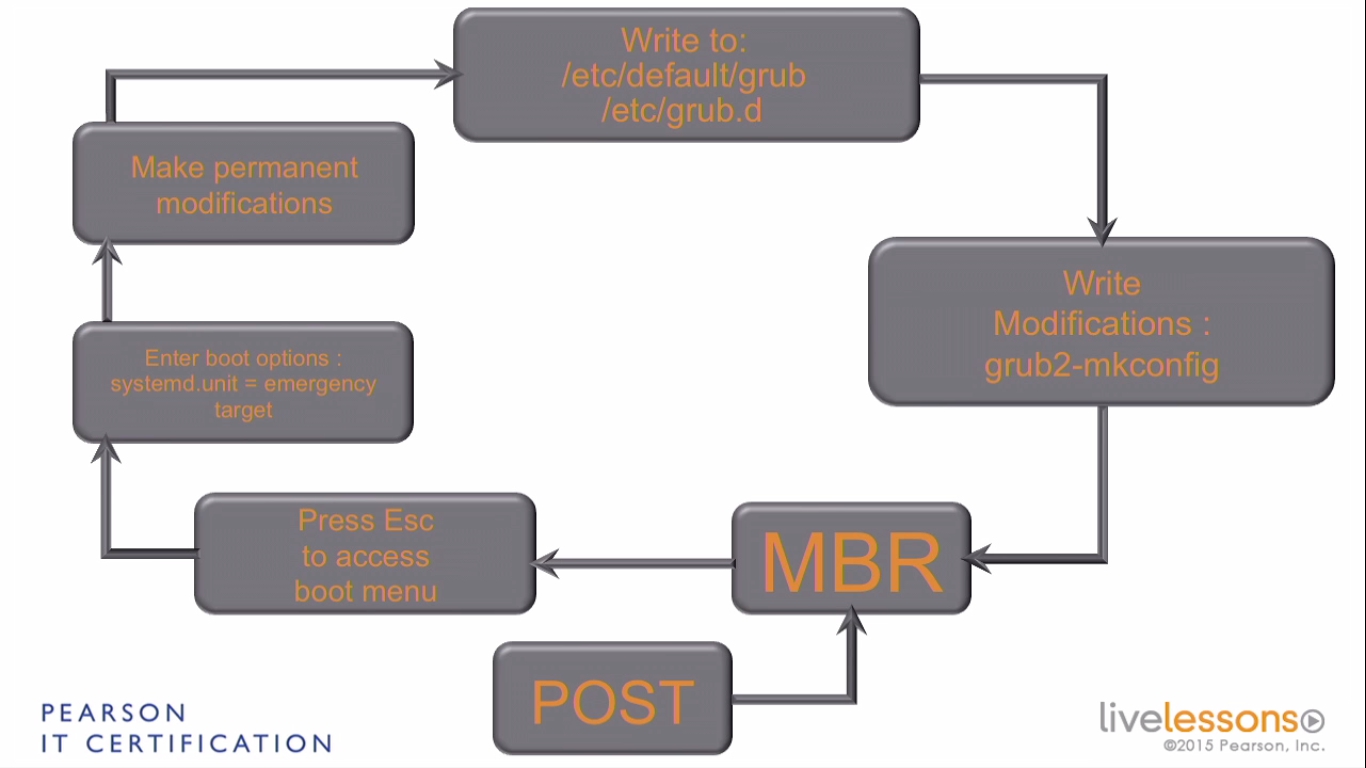 Write to:
/etc/default/grub
/etc/grub.d
Make permanent
modifications
Write
Modifications :
grub2-mkconfig
Enter boot options :
systemd.unit = emergency
target
Press Esc
to access
boot menu
MBR
POST
PEARSON
IT CERTIFICATION
livelessons
©2015 Pearson, Inc.